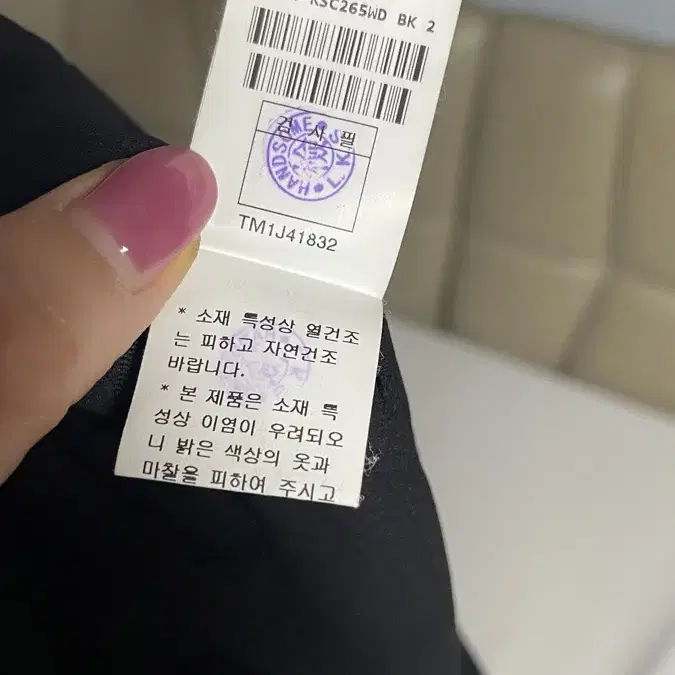 KSC265WD BK 2
검 사 필
HANDSOME S.L.K
TM1J41832
* 소재 특성상 열건조
는 피하고 자연건조
바랍니다.
* 본 제품은 소재 특
성상 이염이 우려되오
니 밝은 색상의 옷과
마찰을 피하여 주시고